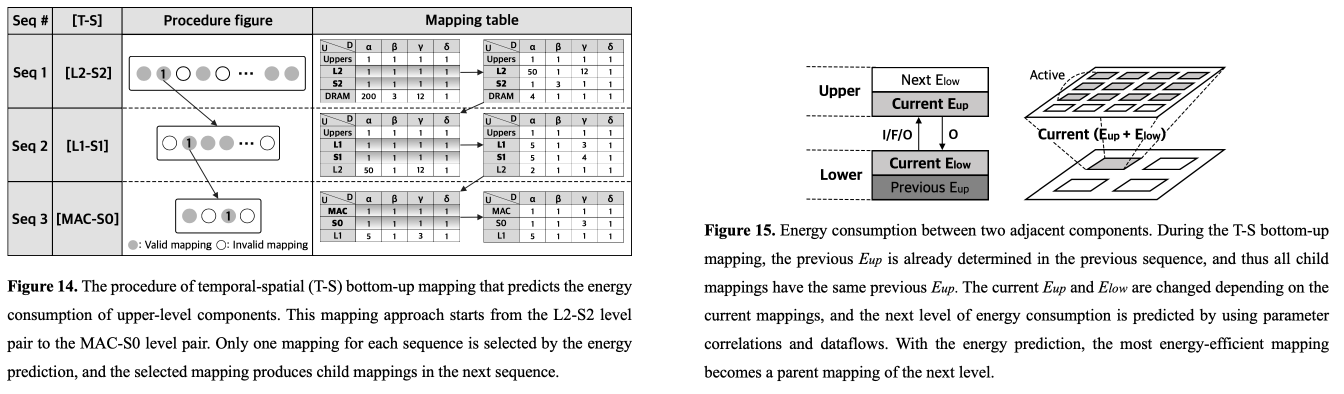 Seq # [T-S] Procedure figure Mapping table
Seq 1 [L2-S2] 1 ...
U D α β γ δ
Uppers 1 1 1 1
L2 1 1 1 1
S2 1 1 1 1
DRAM 200 3 12 1
U D α β γ δ
Uppers 1 1 1 1
L2 50 1 12 1
S2 1 3 1 1
DRAM 4 1 1 1
Seq 2 [L1-S1] 1 ...
U D α β γ δ
Uppers 1 1 1 1
L1 1 1 1 1
S1 1 1 1 1
L2 50 1 12 1
U D α β γ δ
Uppers 1 1 1 1
L1 5 1 3 1
S1 5 1 4 1
L2 2 1 1 1
Seq 3 [MAC-S0] 1
: Valid mapping : Invalid mapping
U D α β γ δ
MAC 1 1 1 1
S0 1 1 1 1
L1 5 1 3 1
U D α β γ δ
MAC 1 1 1 1
S0 1 1 3 1
L1 5 1 1 1
Figure 14. The procedure of temporal-spatial (T-S) bottom-up mapping that predicts the energy
consumption of upper-level components. This mapping approach starts from the L2-S2 level
pair to the MAC-S0 level pair. Only one mapping for each sequence is selected by the energy
prediction, and the selected mapping produces child mappings in the next sequence.
Upper
Next Elow
Current Eup
I/F/O O
Lower
Current Elow
Previous Eup
Active
Current (Eup + Elow)
Figure 15. Energy consumption between two adjacent components. During the T-S bottom-up
mapping, the previous Eup is already determined in the previous sequence, and thus all child
mappings have the same previous Eup. The current Eup and Elow are changed depending on the
current mappings, and the next level of energy consumption is predicted by using parameter
correlations and dataflows. With the energy prediction, the most energy-efficient mapping
becomes a parent mapping of the next level.